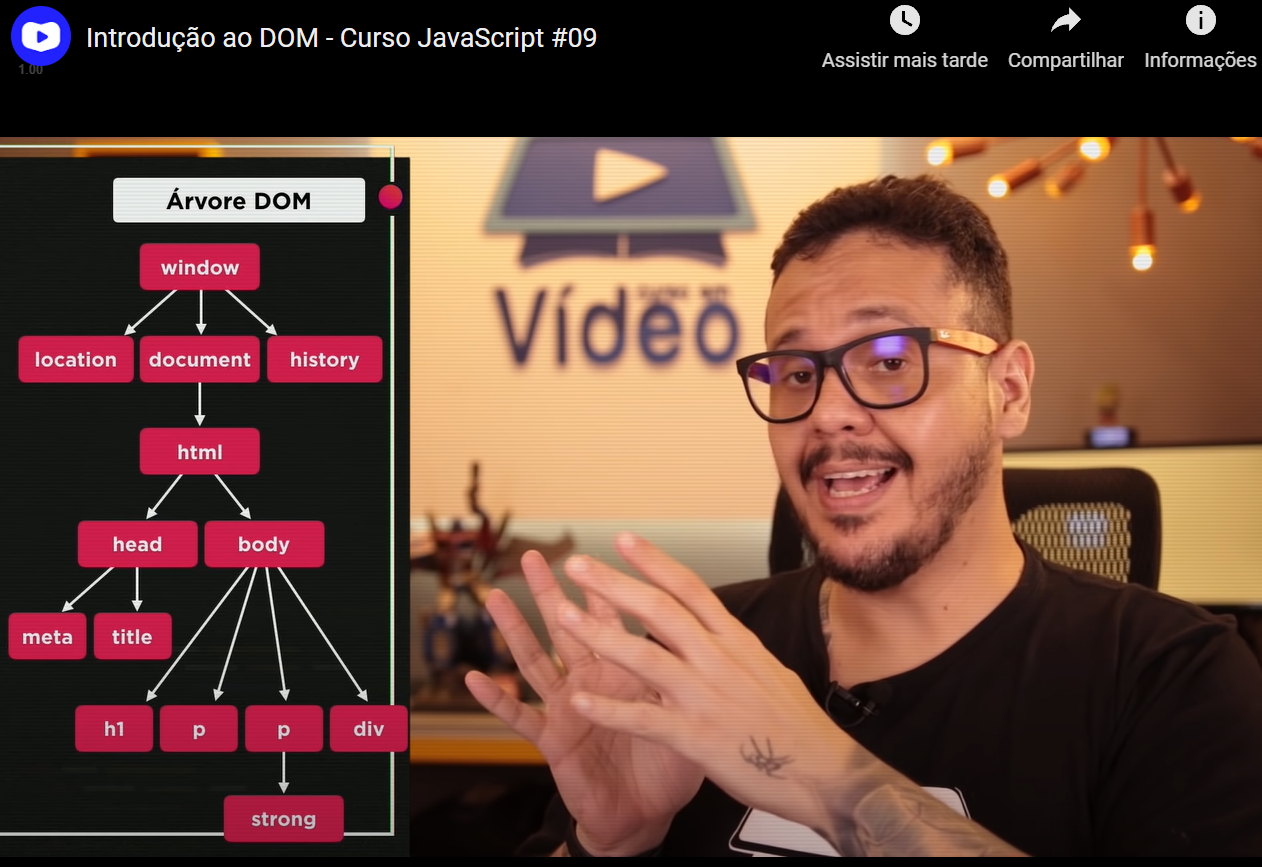 Introdução ao DOM - Curso JavaScript #09
1.00
Assistir mais tarde
Compartilhar
Informações
Árvore DOM
window
location
document
history
html
head
body
meta
title
h1
p
p
div
strong
Vídeo